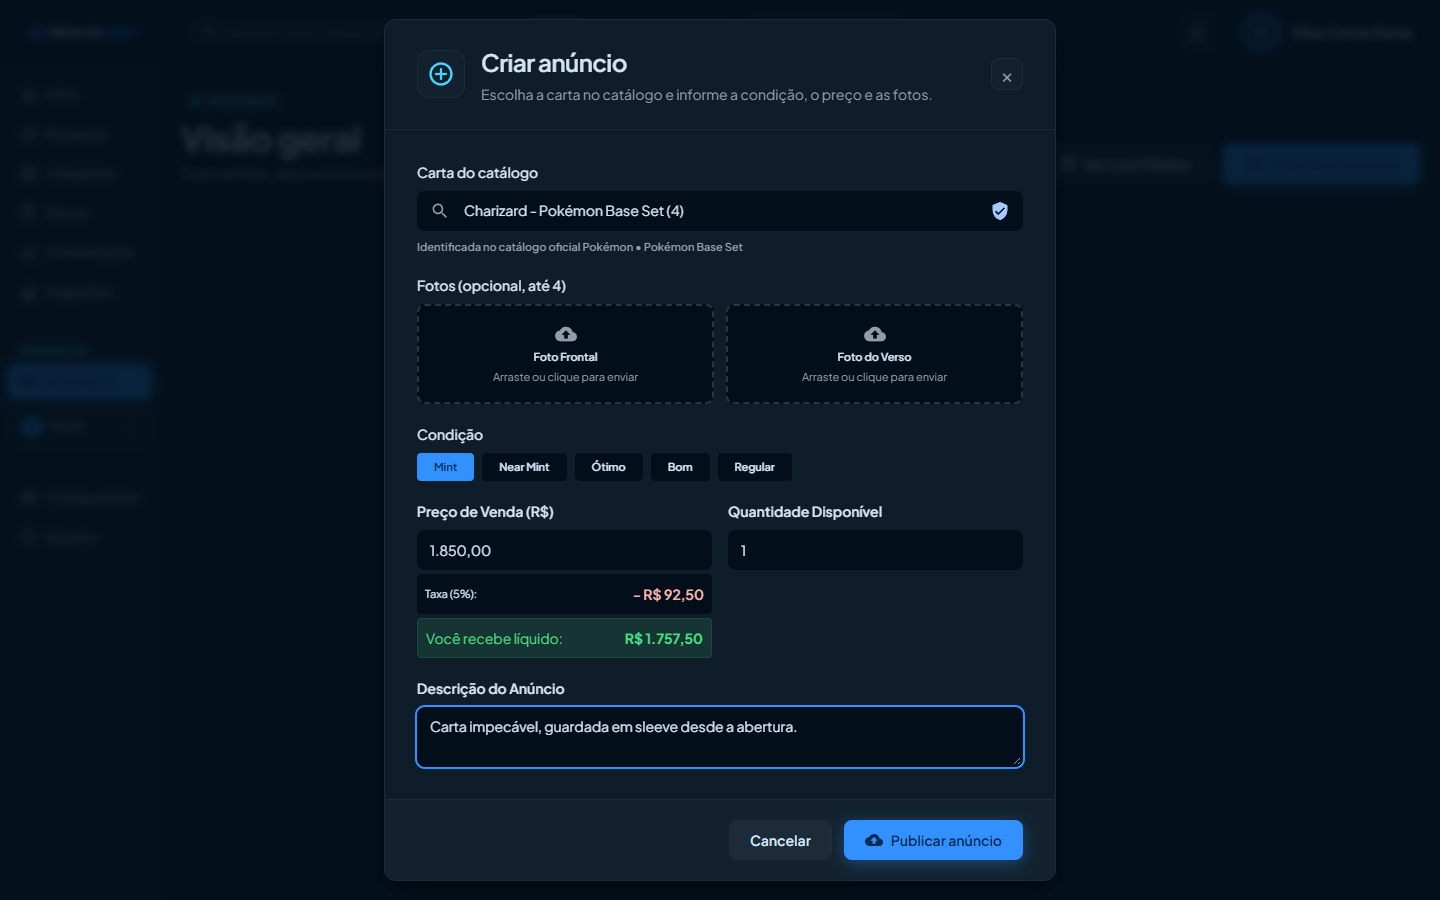 Criar anúncio
Escolha a carta no catálogo e informe a condição, o preço e as fotos.
×
Visão geral
Carta do catálogo
Charizard - Pokémon Base Set (4)
Identificada no catálogo oficial Pokémon • Pokémon Base Set
Fotos (opcional, até 4)
Foto Frontal
Arraste ou clique para enviar
Foto do Verso
Arraste ou clique para enviar
Condição
Mint
Near Mint
Ótimo
Bom
Regular
Preço de Venda (R$)
1.850,00
Taxa (5%):
- R$ 92,50
Você recebe líquido:
R$ 1.757,50
Quantidade Disponível
1
Descrição do Anúncio
Carta impecável, guardada em sleeve desde a abertura.
Cancelar
Publicar anúncio